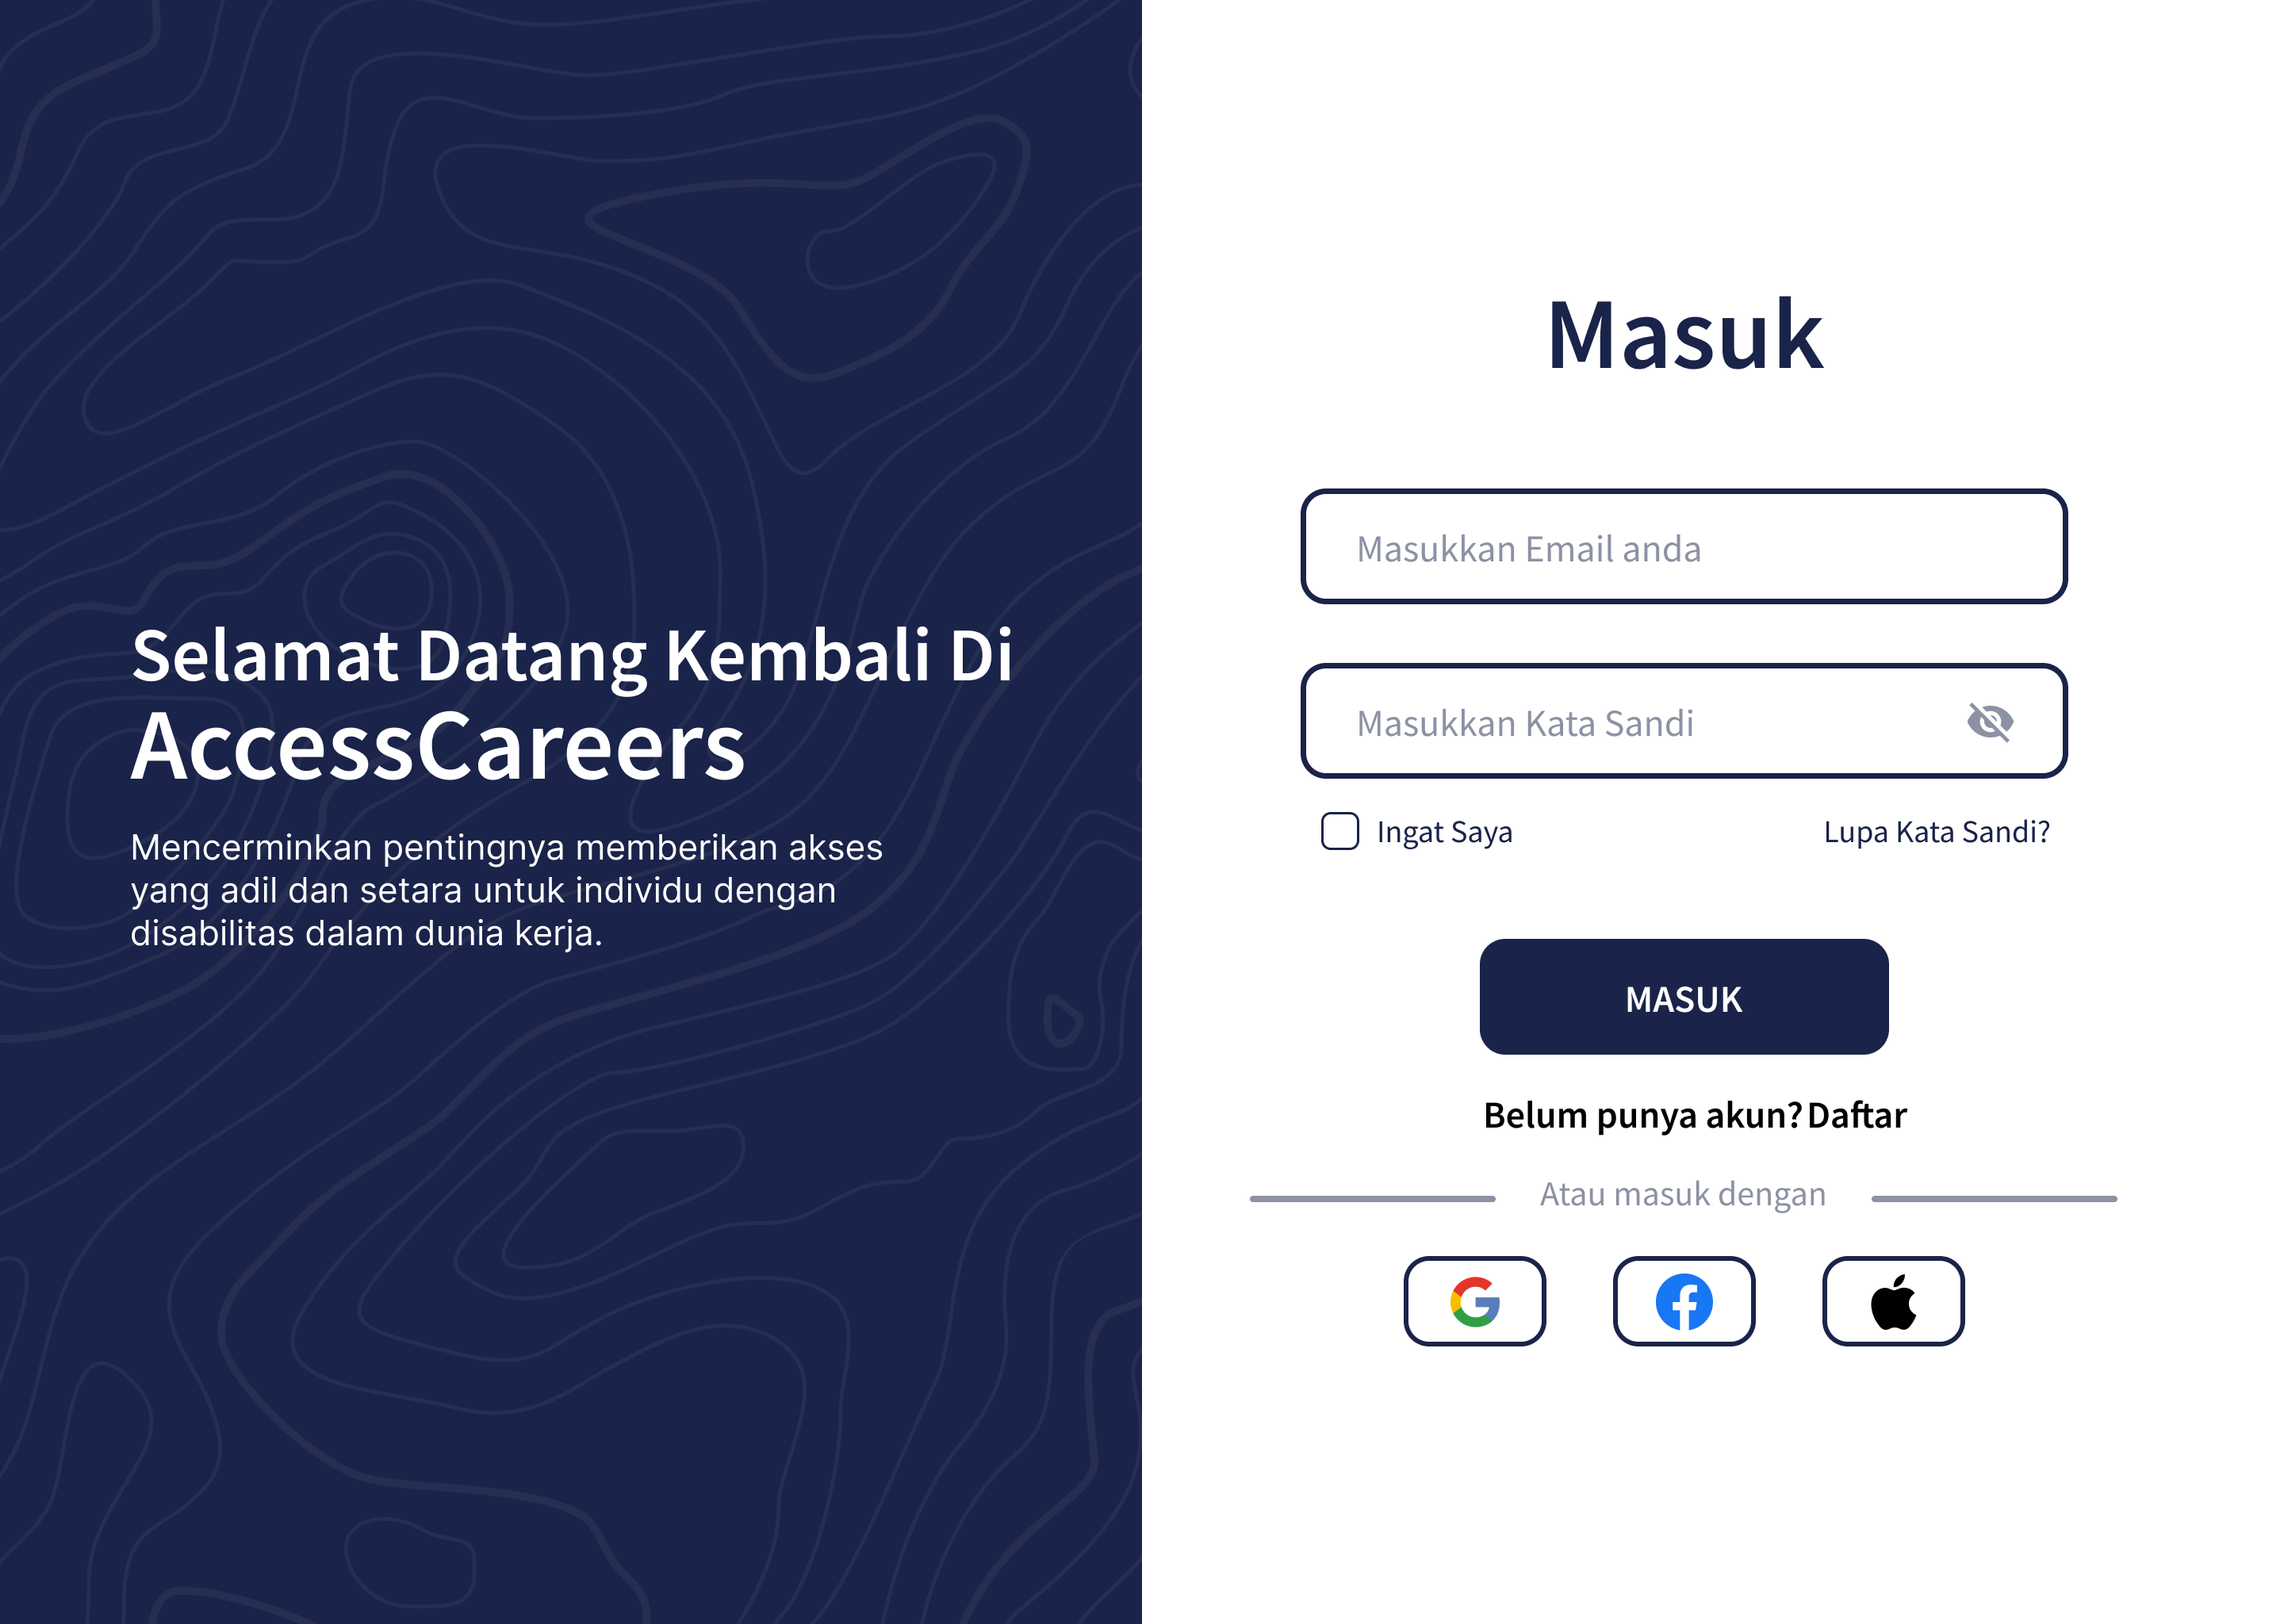 Selamat Datang Kembali Di
AccessCareers
Mencerminkan pentingnya memberikan akses
yang adil dan setara untuk individu dengan
disabilitas dalam dunia kerja.
Masuk
Masukkan Email anda
Masukkan Kata Sandi
Ingat Saya
Lupa Kata Sandi?
MASUK
Belum punya akun? Daftar
Atau masuk dengan